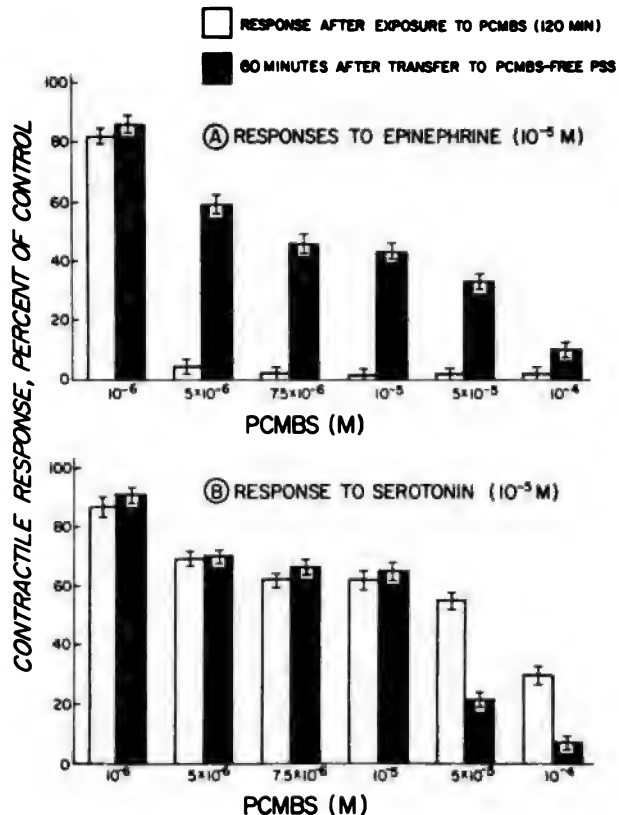 RESPONSE AFTER EXPOSURE TO PCMBS (120 MIN)
60 MINUTES AFTER TRANSFER TO PCMBS-FREE PSS
CONTRACTILE RESPONSE, PERCENT OF CONTROL
100
80
60
40
20
0
Ⓐ RESPONSES TO EPINEPHRINE (10⁻⁵ M)
10⁻⁶ 5×10⁻⁶ 7.5×10⁻⁶ 10⁻⁵ 5×10⁻⁵ 10⁻⁴
PCMBS (M)
100
80
60
40
20
0
Ⓑ RESPONSE TO SEROTONIN (10⁻⁵ M)
10⁻⁶ 5×10⁻⁶ 7.5×10⁻⁶ 10⁻⁵ 5×10⁻⁵ 10⁻⁴
PCMBS (M)